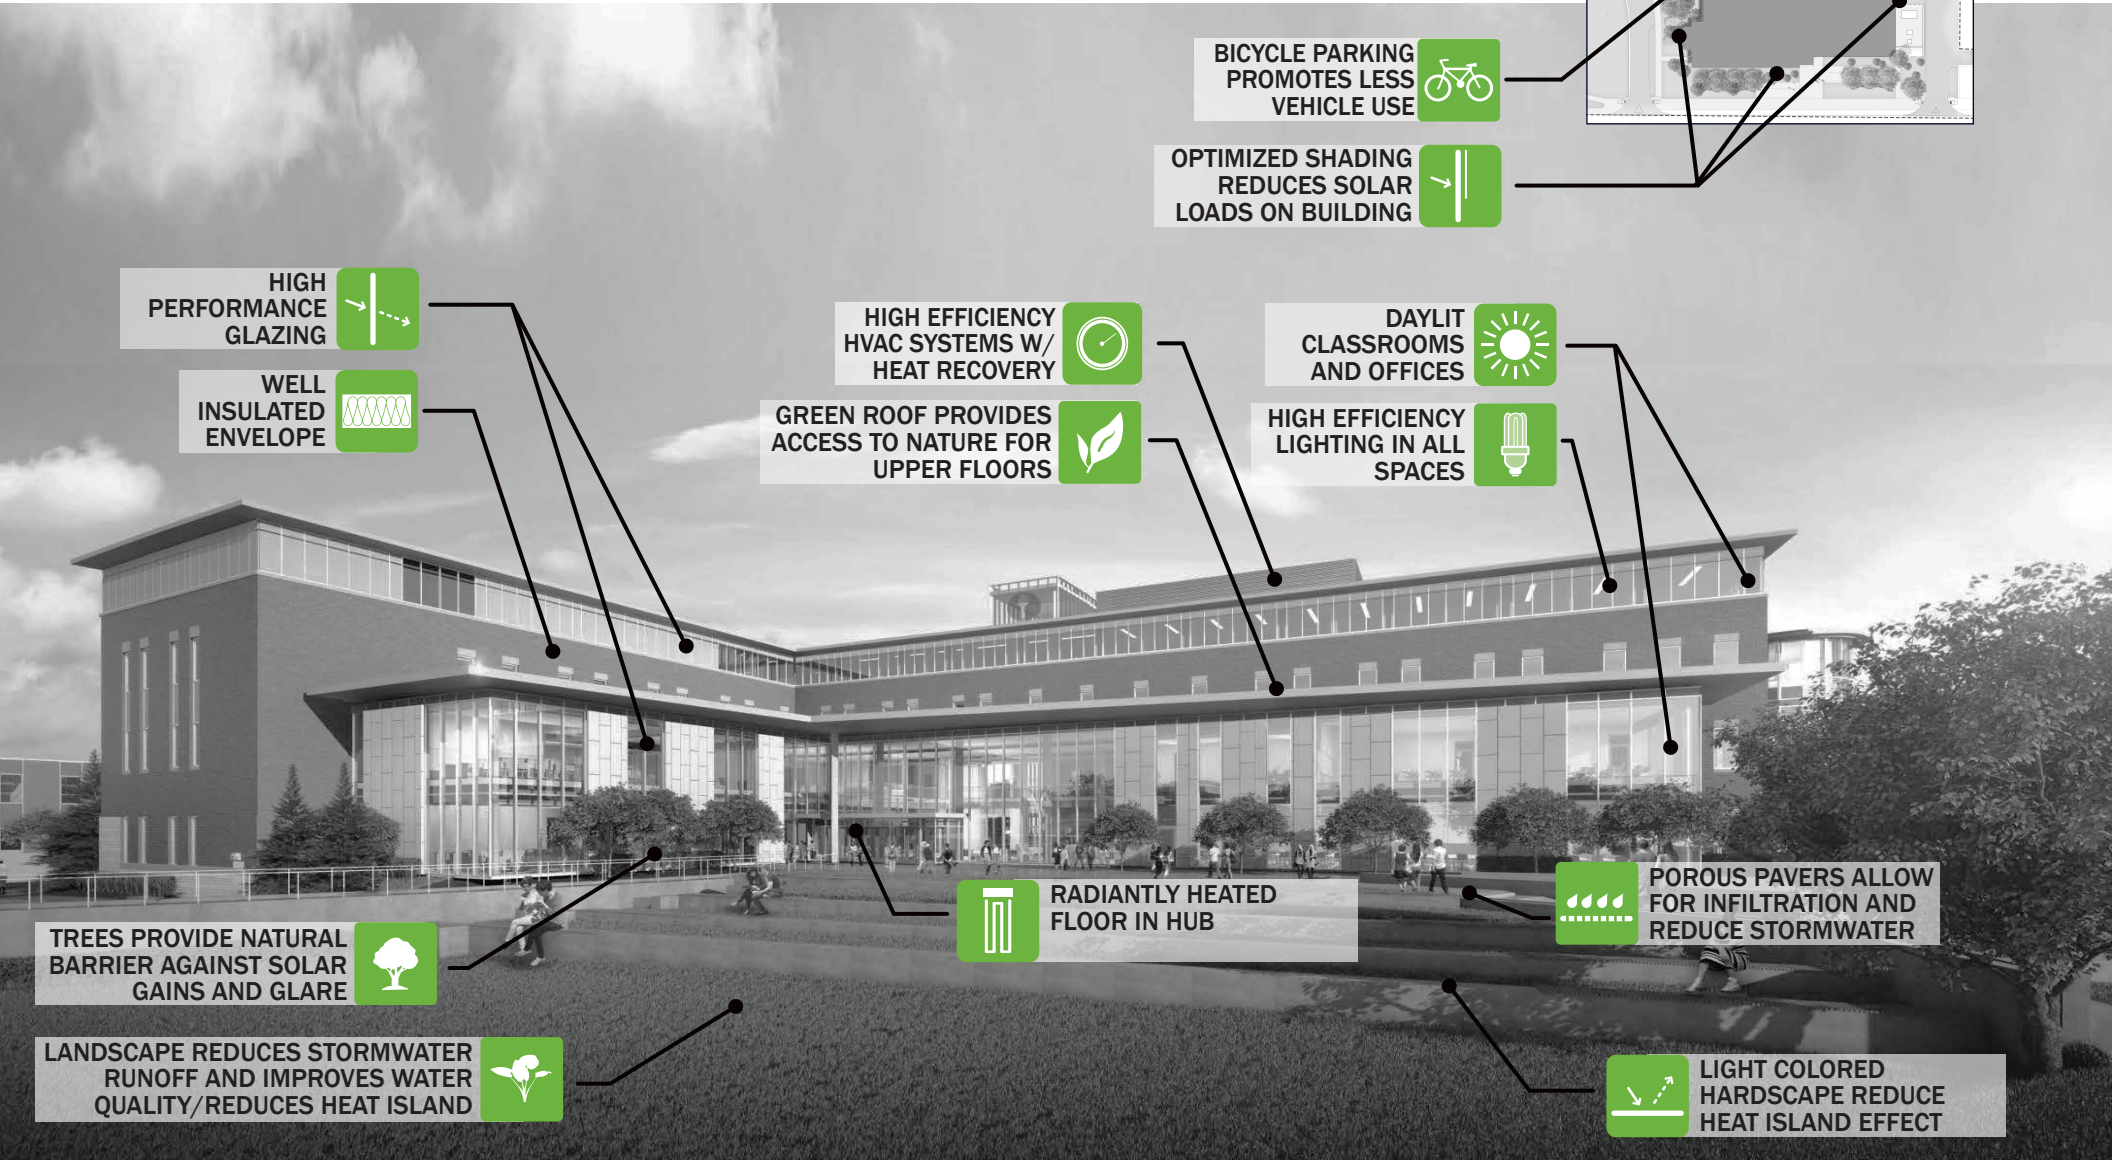 BICYCLE PARKING
PROMOTES LESS
VEHICLE USE
OPTIMIZED SHADING
REDUCES SOLAR
LOADS ON BUILDING
HIGH
PERFORMANCE
GLAZING
WELL
INSULATED
ENVELOPE
HIGH EFFICIENCY
HVAC SYSTEMS W/
HEAT RECOVERY
GREEN ROOF PROVIDES
ACCESS TO NATURE FOR
UPPER FLOORS
DAYLIT
CLASSROOMS
AND OFFICES
HIGH EFFICIENCY
LIGHTING IN ALL
SPACES
TREES PROVIDE NATURAL
BARRIER AGAINST SOLAR
GAINS AND GLARE
LANDSCAPE REDUCES STORMWATER
RUNOFF AND IMPROVES WATER
QUALITY/REDUCES HEAT ISLAND
RADIANTLY HEATED
FLOOR IN HUB
POROUS PAVERS ALLOW
FOR INFILTRATION AND
REDUCE STORMWATER
LIGHT COLORED
HARDSCAPE REDUCE
HEAT ISLAND EFFECT